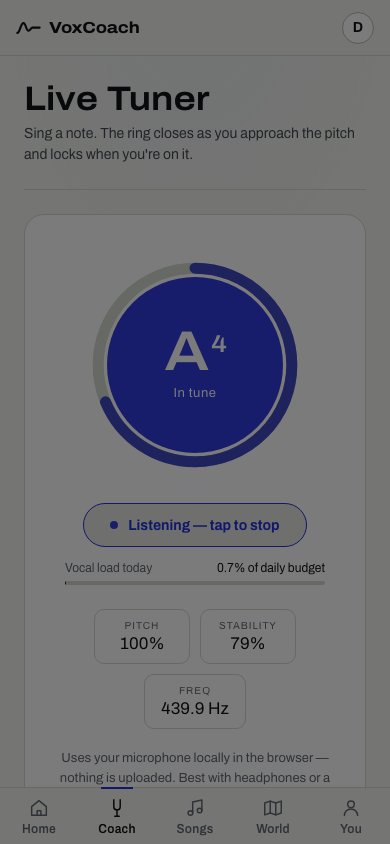 VoxCoach
D
Live Tuner
Sing a note. The ring closes as you approach the pitch
and locks when you're on it.
A4
In tune
Listening — tap to stop
Vocal load today 0.7% of daily budget
PITCH STABILITY
100% 79%
FREQ
439.9 Hz
Uses your microphone locally in the browser —
nothing is uploaded. Best with headphones or a
Home Coach Songs World You